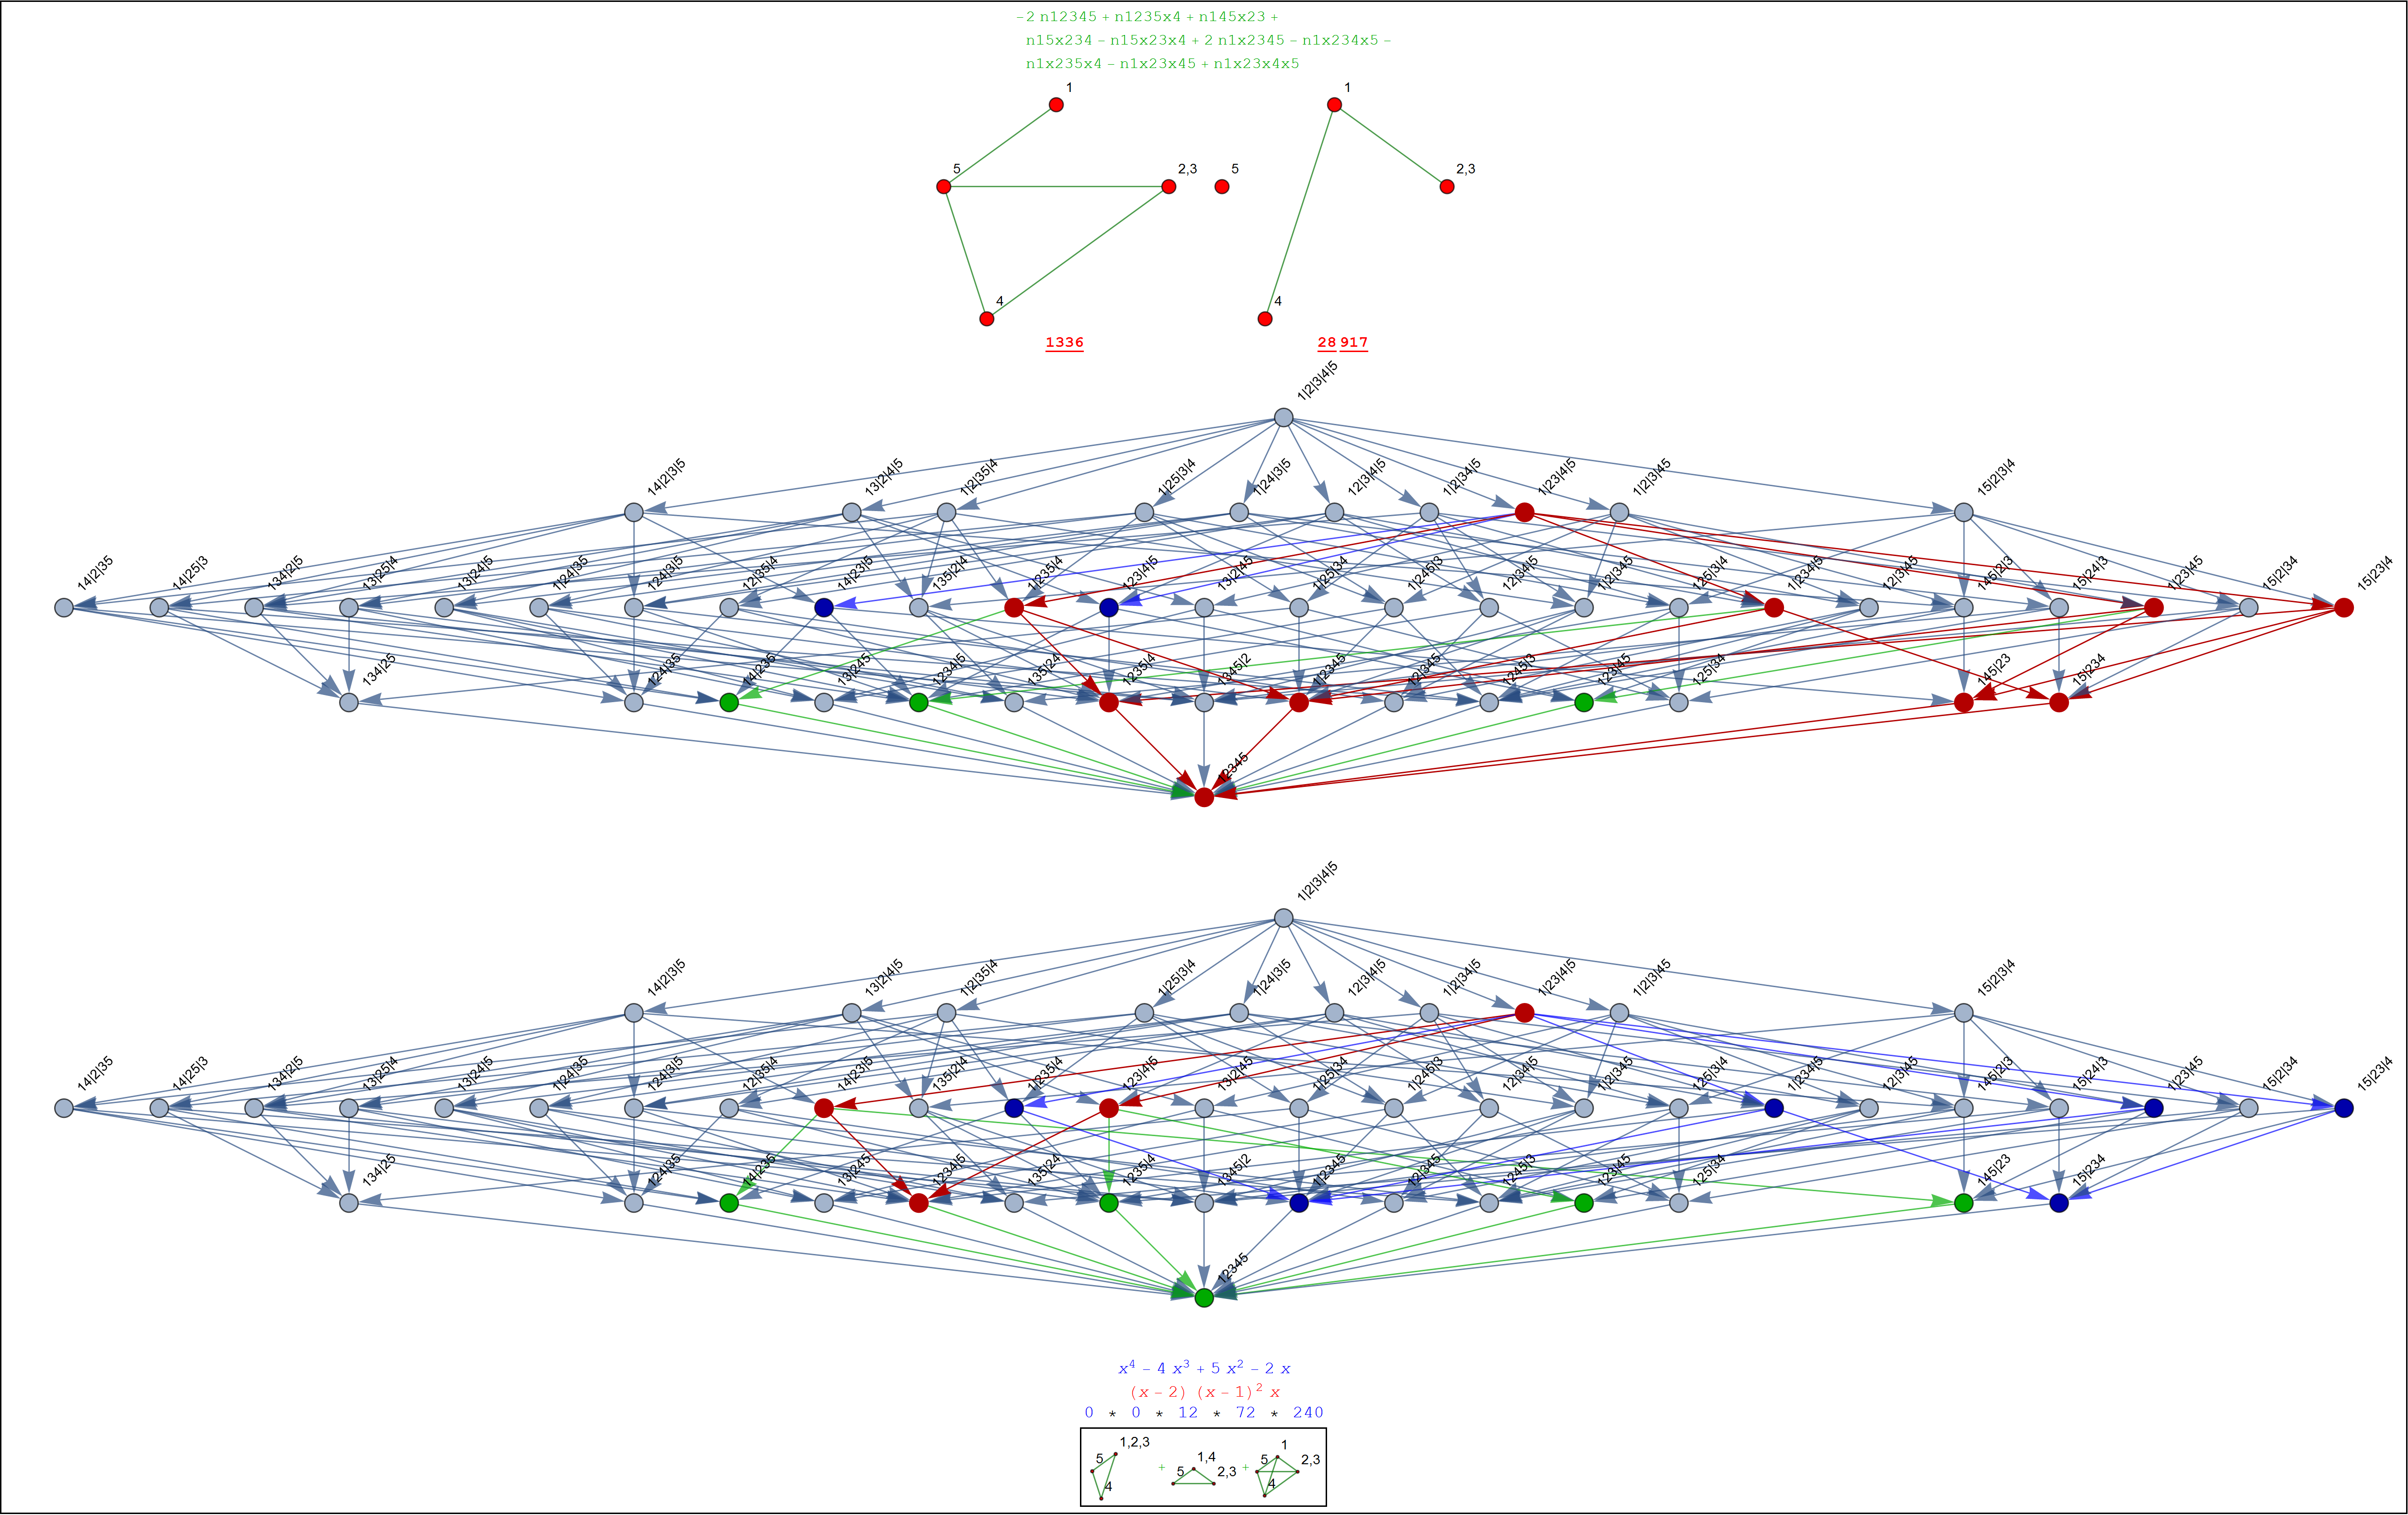 -2 n12345 + n1235x4 + n145x23 +
n15x234 - n15x23x4 + 2 n1x2345 - n1x234x5 -
n1x235x4 - n1x23x45 + n1x23x4x5
1 1
5 2,3 5 2,3
4 4
1336 28 917
1|2|3|4|5
14|2|3|5 13|2|4|5 1|2|35|4 1|25|3|4 1|24|3|5 12|3|4|5 1|2|34|5 1|23|4|5 1|2|3|45 15|2|3|4
14|2|35 14|25|3 134|2|5 13|25|4 13|24|5 1|24|35 124|3|5 12|35|4 14|23|5 135|2|4 1|235|4 123|4|5 13|2|45 1|25|34 1|245|3 12|34|5 1|2|345 125|3|4 1|234|5 12|3|45 145|2|3 15|24|3 1|23|45 15|2|34 15|23|4
134|25 124|35 14|235 13|245 1234|5 135|24 1235|4 1345|2 1|2345 12|345 1245|3 123|45 125|34 145|23 15|234
12345
1|2|3|4|5
14|2|3|5 13|2|4|5 1|2|35|4 1|25|3|4 1|24|3|5 12|3|4|5 1|2|34|5 1|23|4|5 1|2|3|45 15|2|3|4
14|2|35 14|25|3 134|2|5 13|25|4 13|24|5 1|24|35 124|3|5 12|35|4 14|23|5 135|2|4 1|235|4 123|4|5 13|2|45 1|25|34 1|245|3 12|34|5 1|2|345 125|3|4 1|234|5 12|3|45 145|2|3 15|24|3 1|23|45 15|2|34 15|23|4
134|25 124|35 14|235 13|245 1234|5 135|24 1235|4 1345|2 1|2345 12|345 1245|3 123|45 125|34 145|23 15|234
12345
x⁴ - 4 x³ + 5 x² - 2 x
(x - 2) (x - 1)² x
0 * 0 * 12 * 72 * 240
1,2,3 1
5 1,4 5 2,3
+ 5 2,3 +
4 4